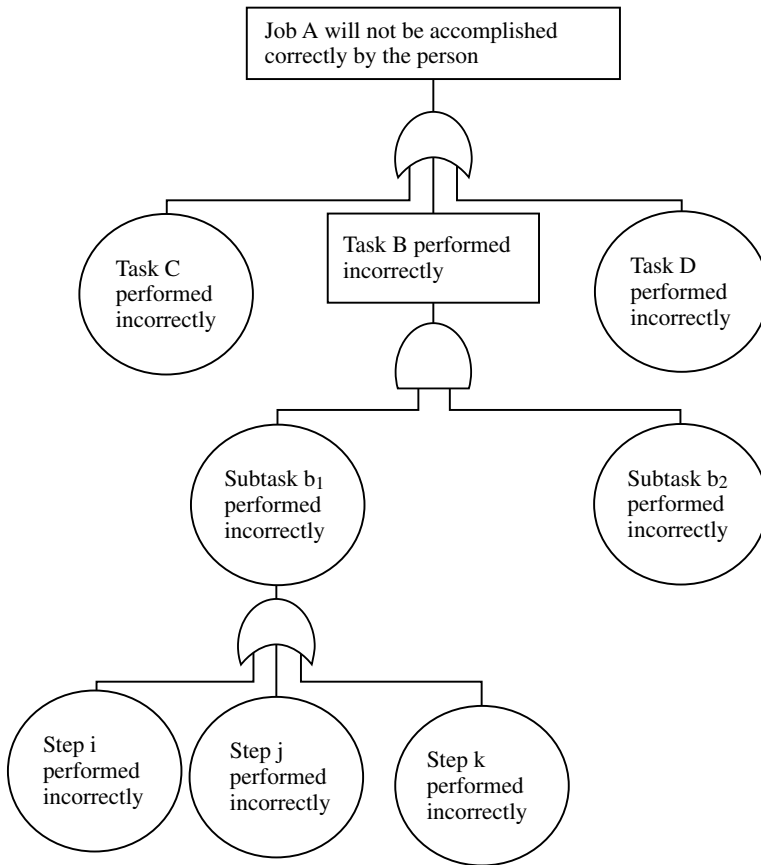 Job A will not be accomplished
correctly by the person
Task C
performed
incorrectly
Task B performed
incorrectly
Task D
performed
incorrectly
Subtask b1
performed
incorrectly
Subtask b2
performed
incorrectly
Step i
performed
incorrectly
Step j
performed
incorrectly
Step k
performed
incorrectly